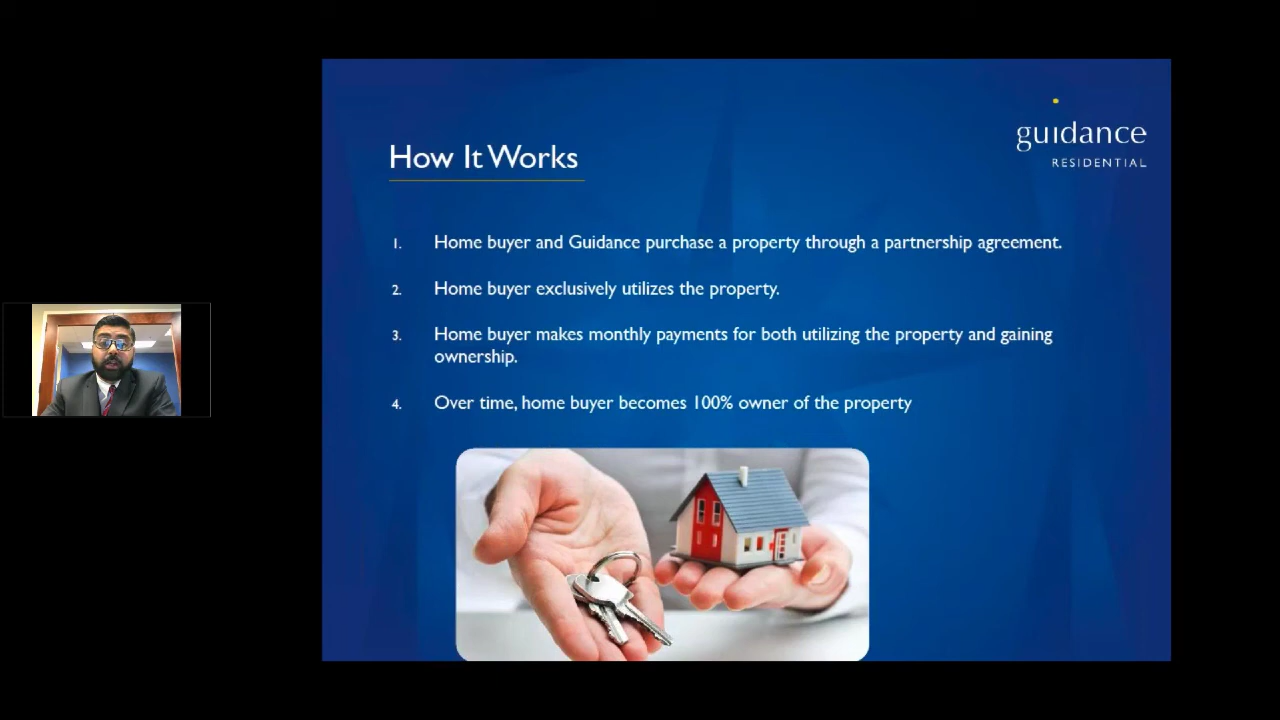 guidance
RESIDENTIAL
How It Works
1. Home buyer and Guidance purchase a property through a partnership agreement.
2. Home buyer exclusively utilizes the property.
3. Home buyer makes monthly payments for both utilizing the property and gaining
ownership.
4. Over time, home buyer becomes 100% owner of the property